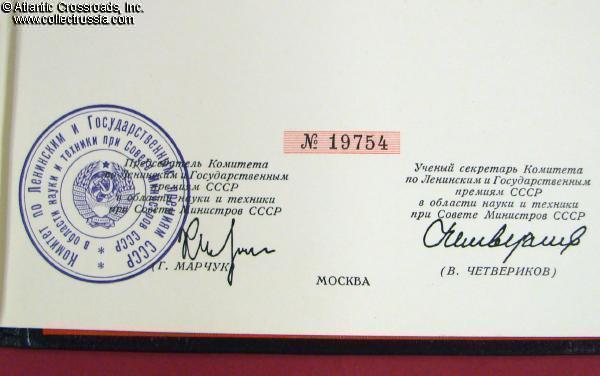 © Atlantic Crossroads, Inc.
www.collectrussia.com
№ 19754
Комитет по Ленинским и Государственным премиям СССР
в области науки и техники при Совете Министров СССР
Председатель Комитета
по Ленинским и Государственным
премиям СССР
в области науки и техники
при Совете Министров СССР
(Г. МАРЧУК)
МОСКВА
Ученый секретарь Комитета
по Ленинским и Государственным
премиям СССР
в области науки и техники
при Совете Министров СССР
(В. ЧЕТВЕРИКОВ)